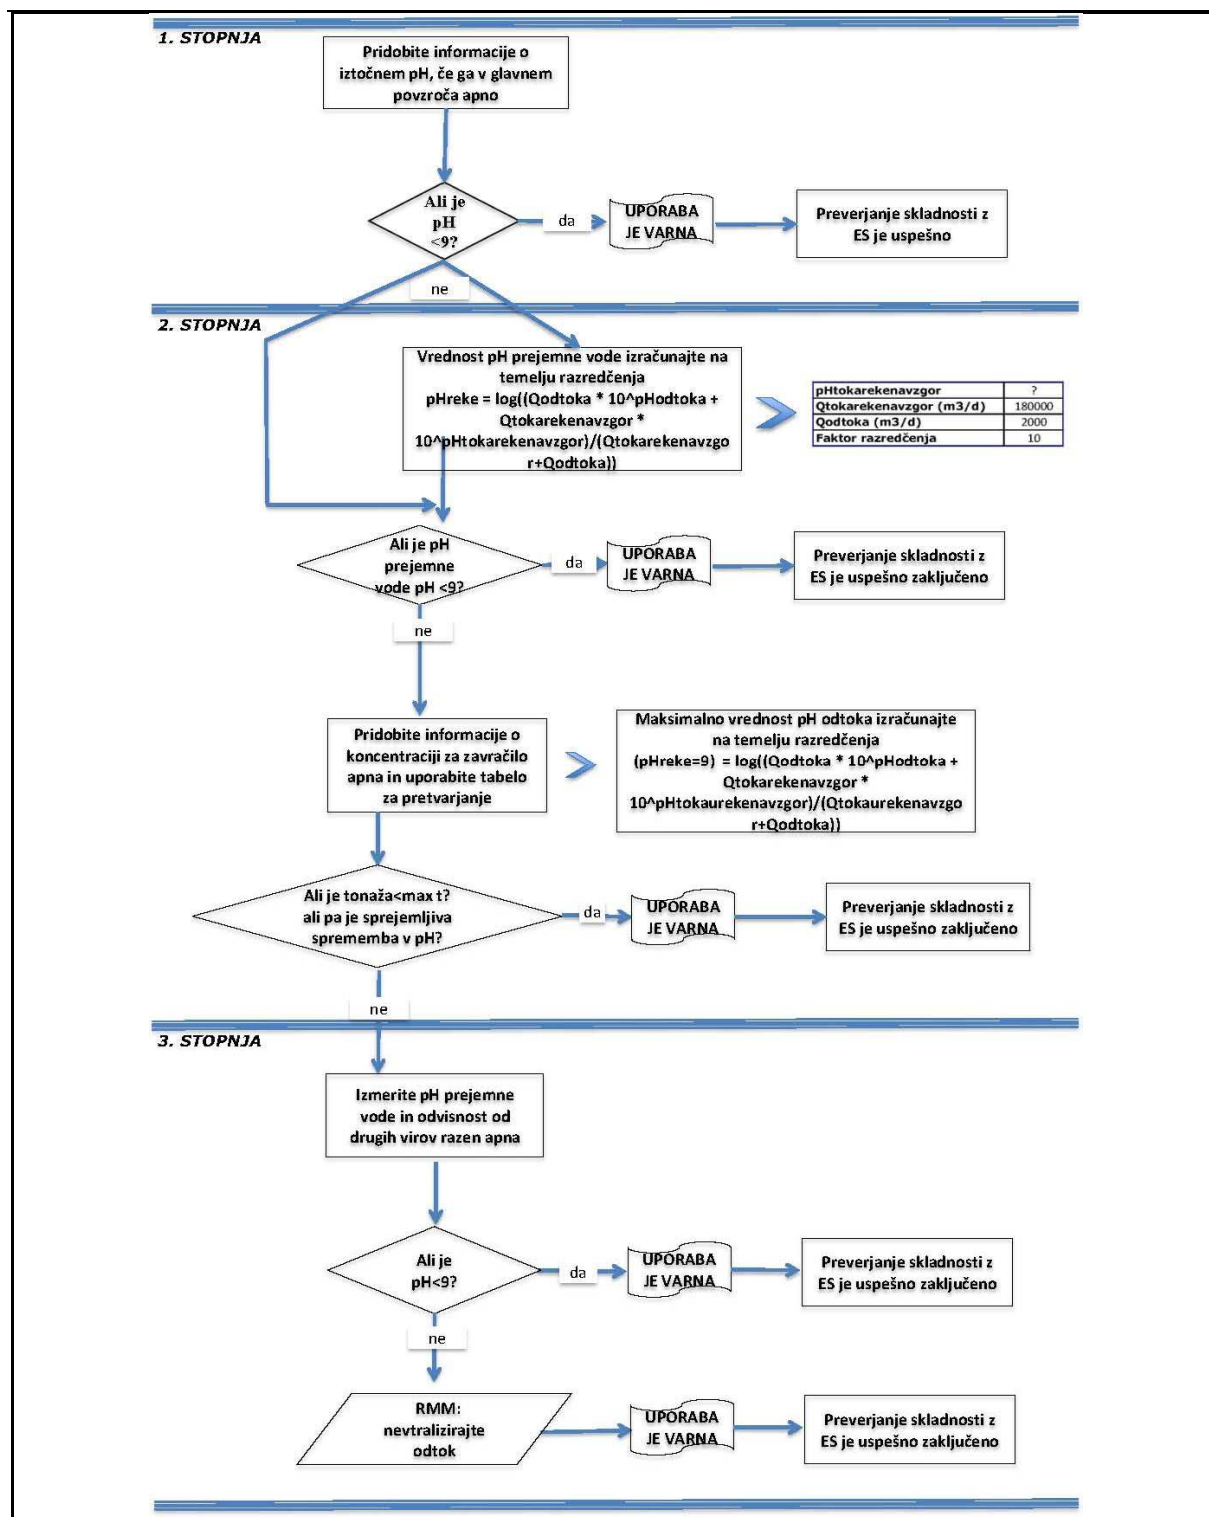 1. STOPNJA
Pridobite informacije o
iztočnem pH, če ga v glavnem
povzroča apno
Ali je
pH
<9?
da
UPORABA
JE VARNA
Preverjanje skladnosti z
ES je uspešno
ne
2. STOPNJA
Vrednost pH prejemne vode izračunajte na
temelju razredčenja
pHreke = log((Qodtoka * 10^pHodtoka +
Qtokarekenavzgor *
10^pHtokarekenavzgor)/(Qtokarekenavzgo
r+Qodtoka))
pHtokarekenavzgor ?
Qtokarekenavzgor (m3/d) 180000
Qodtoka (m3/d) 2000
Faktor razredčenja 10
Ali je pH
prejemne
vode pH <9?
da
UPORABA
JE VARNA
Preverjanje skladnosti z
ES je uspešno zaključeno
ne
Pridobite informacije o
koncentraciji za zavračilo
apna in uporabite tabelo
za pretvarjanje
Maksimalno vrednost pH odtoka izračunajte
na temelju razredčenja
(pHreke=9) = log((Qodtoka * 10^pHodtoka +
Qtokarekenavzgor *
10^pHtokaurekenavzgor)/(Qtokaurekenavzgo
r+Qodtoka))
Ali je tonaža<max t?
ali pa je sprejemljiva
sprememba v pH?
da
UPORABA
JE VARNA
Preverjanje skladnosti z
ES je uspešno zaključeno
ne
3. STOPNJA
Izmerite pH prejemne
vode in odvisnost od
drugih virov razen apna
Ali je
pH<9?
da
UPORABA
JE VARNA
Preverjanje skladnosti z
ES je uspešno zaključeno
ne
RMM:
nevtralizirajte
odtok
UPORABA
JE VARNA
Preverjanje skladnosti z
ES je uspešno zaključeno